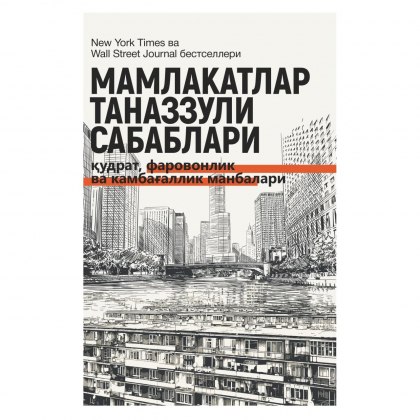 New York Times ва
Wall Street Journal бестселлери
МАМЛАКАТЛАР
ТАНАЗЗУЛИ
САБАБЛАРИ
қудрат, фаровонлик
ва камбағаллик манбалари